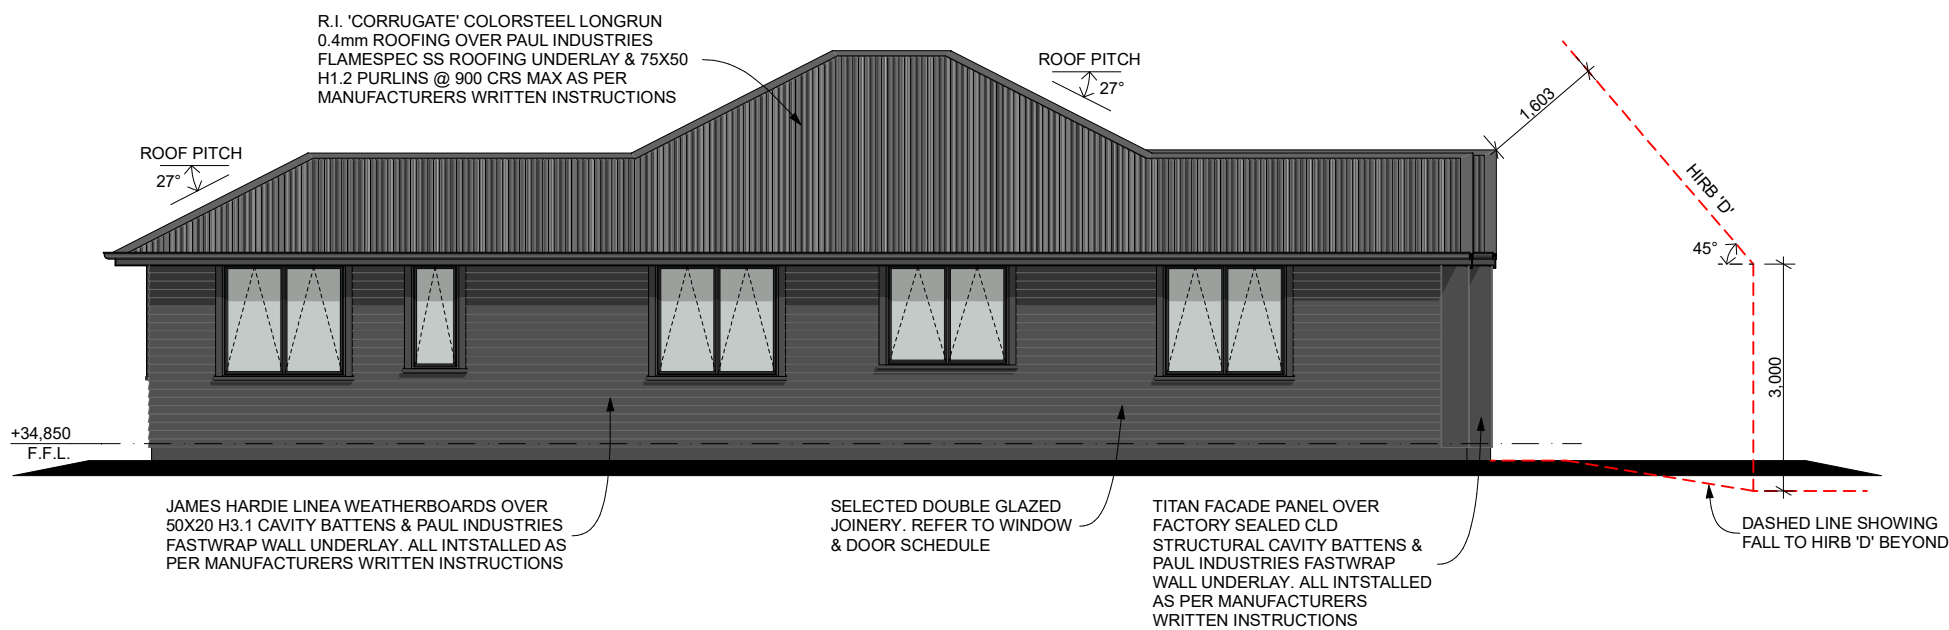 R.I. 'CORRUGATE' COLORSTEEL LONGRUN
0.4mm ROOFING OVER PAUL INDUSTRIES
FLAMESPEC SS ROOFING UNDERLAY & 75X50
H1.2 PURLINS @ 900 CRS MAX AS PER
MANUFACTURERS WRITTEN INSTRUCTIONS
ROOF PITCH
27°
ROOF PITCH
27°
1,603
HIRB 'D'
45°
3,000
+34,850
F.F.L.
JAMES HARDIE LINEA WEATHERBOARDS OVER
50X20 H3.1 CAVITY BATTENS & PAUL INDUSTRIES
FASTWRAP WALL UNDERLAY. ALL INTSTALLED AS
PER MANUFACTURERS WRITTEN INSTRUCTIONS
SELECTED DOUBLE GLAZED
JOINERY. REFER TO WINDOW
& DOOR SCHEDULE
TITAN FACADE PANEL OVER
FACTORY SEALED CLD
STRUCTURAL CAVITY BATTENS &
PAUL INDUSTRIES FASTWRAP
WALL UNDERLAY. ALL INTSTALLED
AS PER MANUFACTURERS
WRITTEN INSTRUCTIONS
DASHED LINE SHOWING
FALL TO HIRB 'D' BEYOND